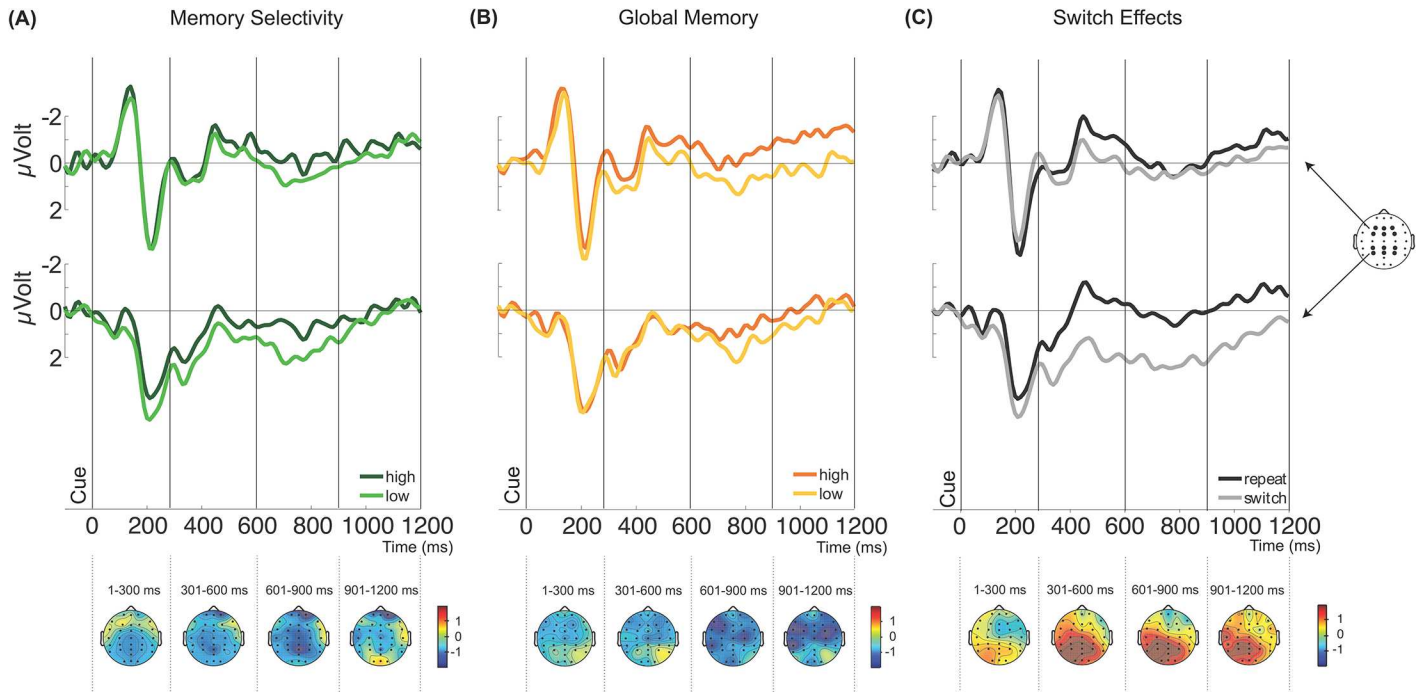 (A) Memory Selectivity (B) Global Memory (C) Switch Effects
-2
0
2
µVolt
-2
0
2
µVolt
Cue
high
low
0 200 400 600 800 1000 1200
Time (ms)
Cue
high
low
0 200 400 600 800 1000 1200
Time (ms)
Cue
repeat
switch
0 200 400 600 800 1000 1200
Time (ms)
1-300 ms 301-600 ms 601-900 ms 901-1200 ms
1
0
-1
1-300 ms 301-600 ms 601-900 ms 901-1200 ms
1
0
-1
1-300 ms 301-600 ms 601-900 ms 901-1200 ms
1
0
-1